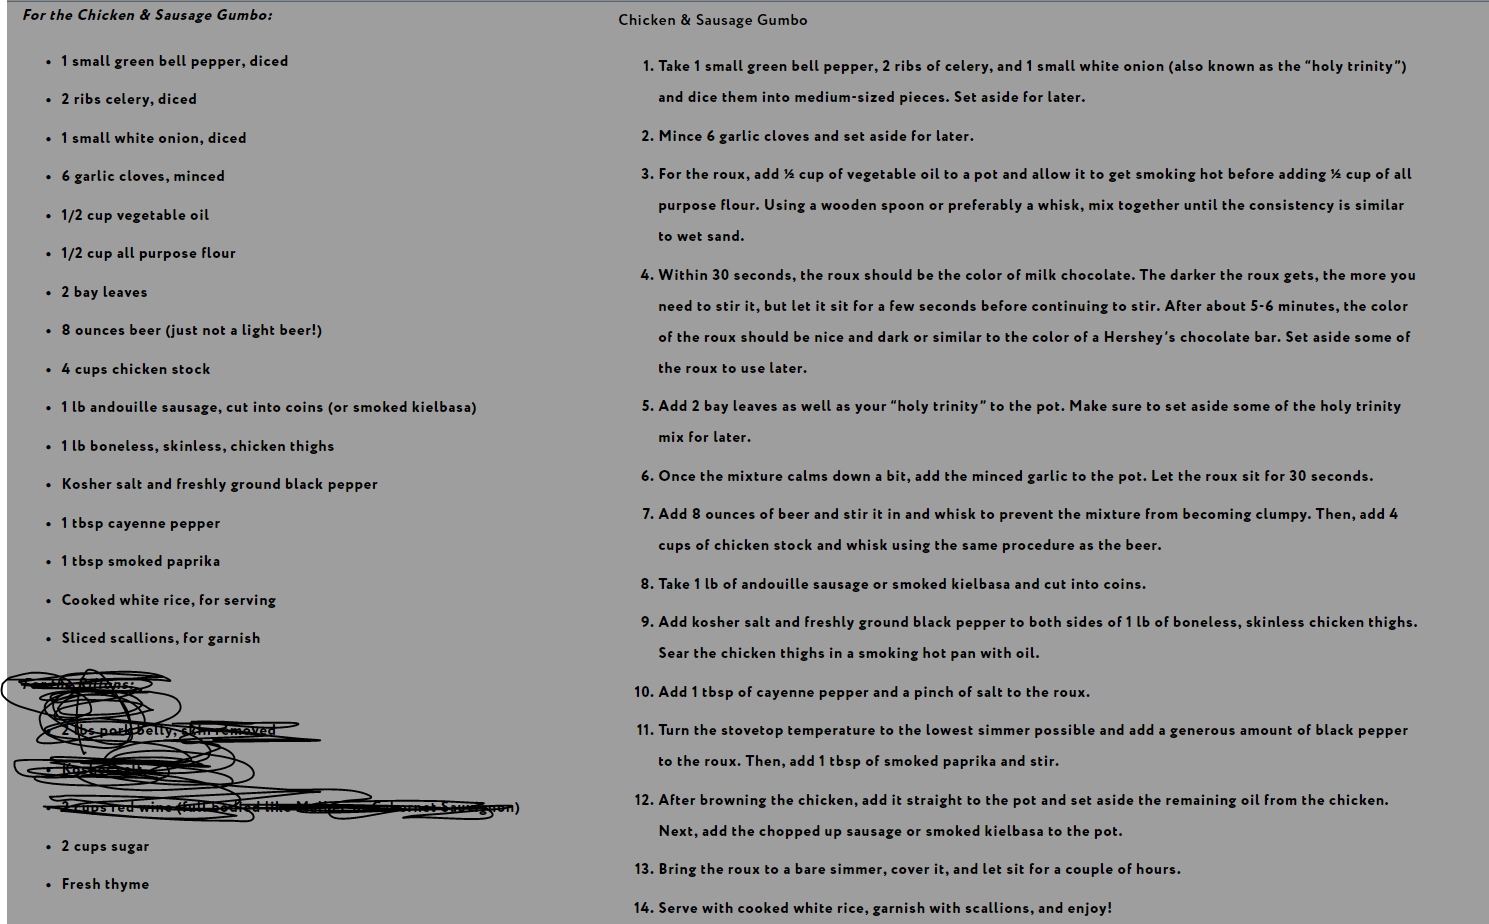 For the Chicken & Sausage Gumbo:
• 1 small green bell pepper, diced
• 2 ribs celery, diced
• 1 small white onion, diced
• 6 garlic cloves, minced
• 1/2 cup vegetable oil
• 1/2 cup all purpose flour
• 2 bay leaves
• 8 ounces beer (just not a light beer!)
• 4 cups chicken stock
• 1 lb andouille sausage, cut into coins (or smoked kielbasa)
• 1 lb boneless, skinless, chicken thighs
• Kosher salt and freshly ground black pepper
• 1 tbsp cayenne pepper
• 1 tbsp smoked paprika
• Cooked white rice, for serving
• Sliced scallions, for garnish
For the
• 2 lbs pork belly, skin removed
• Kosher salt
• 2 cups red wine (full bodied like Cabernet Sauvignon)
• 2 cups sugar
• Fresh thyme
Chicken & Sausage Gumbo
1. Take 1 small green bell pepper, 2 ribs of celery, and 1 small white onion (also known as the "holy trinity")
and dice them into medium-sized pieces. Set aside for later.
2. Mince 6 garlic cloves and set aside for later.
3. For the roux, add ½ cup of vegetable oil to a pot and allow it to get smoking hot before adding ½ cup of all
purpose flour. Using a wooden spoon or preferably a whisk, mix together until the consistency is similar
to wet sand.
4. Within 30 seconds, the roux should be the color of milk chocolate. The darker the roux gets, the more you
need to stir it, but let it sit for a few seconds before continuing to stir. After about 5-6 minutes, the color
of the roux should be nice and dark or similar to the color of a Hershey's chocolate bar. Set aside some of
the roux to use later.
5. Add 2 bay leaves as well as your "holy trinity" to the pot. Make sure to set aside some of the holy trinity
mix for later.
6. Once the mixture calms down a bit, add the minced garlic to the pot. Let the roux sit for 30 seconds.
7. Add 8 ounces of beer and stir it in and whisk to prevent the mixture from becoming clumpy. Then, add 4
cups of chicken stock and whisk using the same procedure as the beer.
8. Take 1 lb of andouille sausage or smoked kielbasa and cut into coins.
9. Add kosher salt and freshly ground black pepper to both sides of 1 lb of boneless, skinless chicken thighs.
Sear the chicken thighs in a smoking hot pan with oil.
10. Add 1 tbsp of cayenne pepper and a pinch of salt to the roux.
11. Turn the stovetop temperature to the lowest simmer possible and add a generous amount of black pepper
to the roux. Then, add 1 tbsp of smoked paprika and stir.
12. After browning the chicken, add it straight to the pot and set aside the remaining oil from the chicken.
Next, add the chopped up sausage or smoked kielbasa to the pot.
13. Bring the roux to a bare simmer, cover it, and let sit for a couple of hours.
14. Serve with cooked white rice, garnish with scallions, and enjoy!